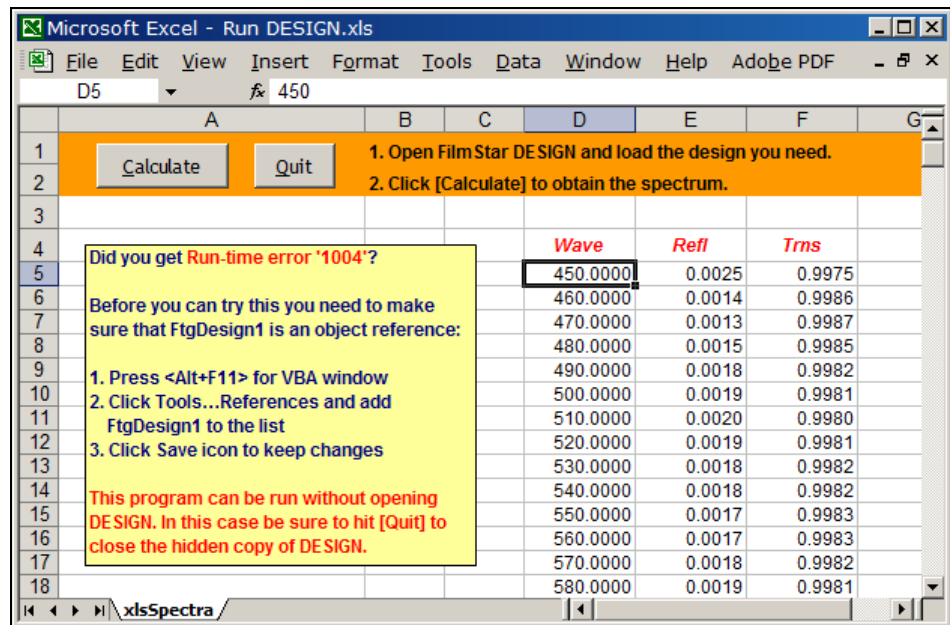 Microsoft Excel - Run DESIGN.xls
File Edit View Insert Format Tools Data Window Help Adobe PDF
D5 fx 450
A B C D E F G
1 Calculate Quit 1. Open FilmStar DESIGN and load the design you need.
2 2. Click [Calculate] to obtain the spectrum.
3
4 Wave Refl Trns
Did you get Run-time error '1004'?
Before you can try this you need to make
sure that FtgDesign1 is an object reference:
1. Press <Alt+F11> for VBA window
2. Click Tools...References and add
FtgDesign1 to the list
3. Click Save icon to keep changes
This program can be run without opening
DESIGN. In this case be sure to hit [Quit] to
close the hidden copy of DESIGN.
5 450.0000 0.0025 0.9975
6 460.0000 0.0014 0.9986
7 470.0000 0.0013 0.9987
8 480.0000 0.0015 0.9985
9 490.0000 0.0018 0.9982
10 500.0000 0.0019 0.9981
11 510.0000 0.0020 0.9980
12 520.0000 0.0019 0.9981
13 530.0000 0.0018 0.9982
14 540.0000 0.0018 0.9982
15 550.0000 0.0017 0.9983
16 560.0000 0.0017 0.9983
17 570.0000 0.0018 0.9982
18 580.0000 0.0019 0.9981
xlsSpectra